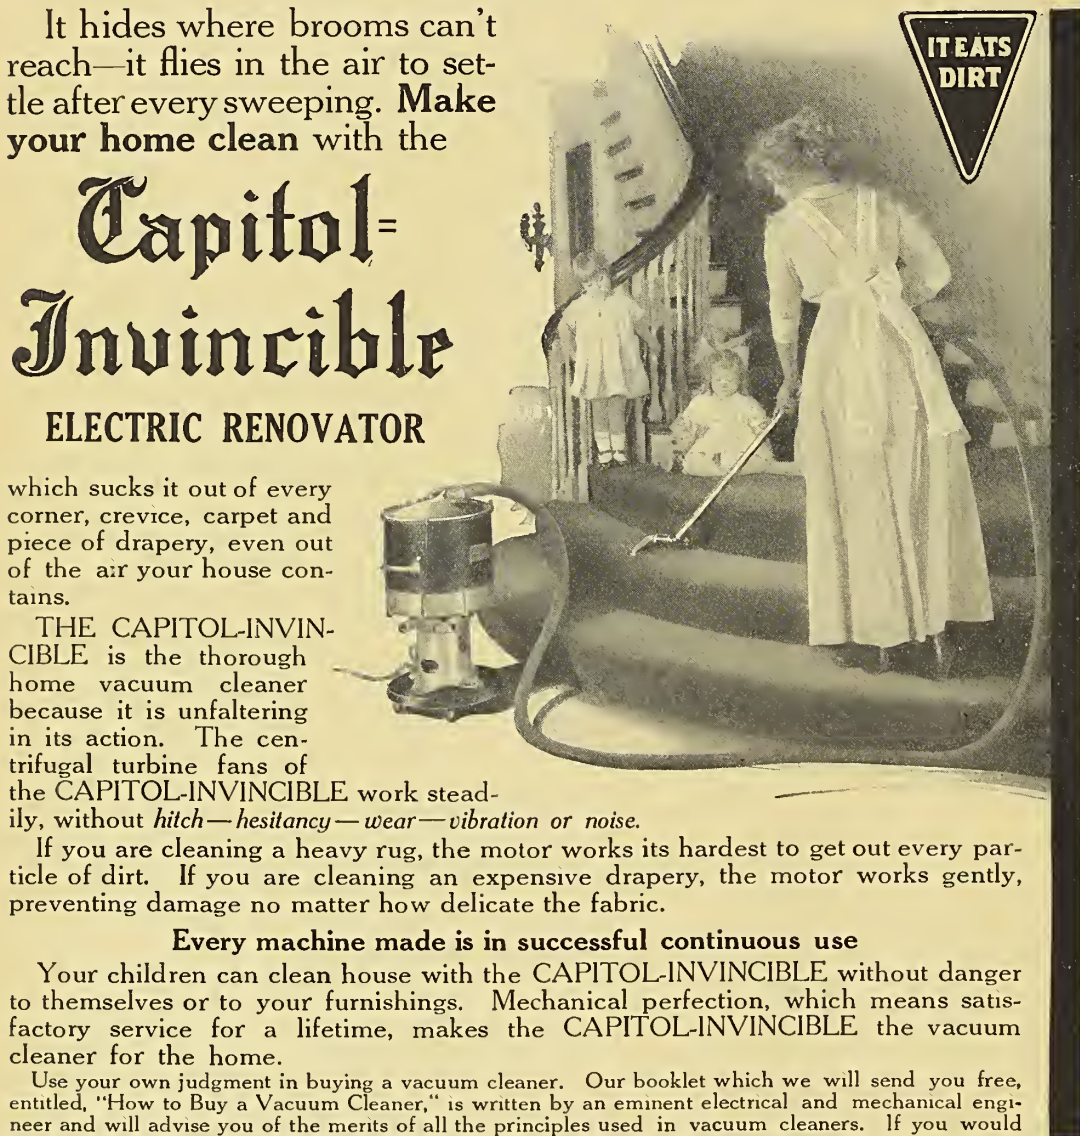 It hides where brooms can't
reach—it flies in the air to set-
tle after every sweeping. Make
your home clean with the
Capitol=
Invincible
ELECTRIC RENOVATOR
IT EATS
DIRT
which sucks it out of every
corner, crevice, carpet and
piece of drapery, even out
of the air your house con-
tains.
THE CAPITOL-INVIN-
CIBLE is the thorough
home vacuum cleaner
because it is unfaltering
in its action. The cen-
trifugal turbine fans of
the CAPITOL-INVINCIBLE work stead-
ily, without hitch—hesitancy—wear—vibration or noise.
If you are cleaning a heavy rug, the motor works its hardest to get out every par-
ticle of dirt. If you are cleaning an expensive drapery, the motor works gently,
preventing damage no matter how delicate the fabric.
Every machine made is in successful continuous use
Your children can clean house with the CAPITOL-INVINCIBLE without danger
to themselves or to your furnishings. Mechanical perfection, which means satis-
factory service for a lifetime, makes the CAPITOL-INVINCIBLE the vacuum
cleaner for the home.
Use your own judgment in buying a vacuum cleaner. Our booklet which we will send you free,
entitled, "How to Buy a Vacuum Cleaner," is written by an eminent electrical and mechanical engi-
neer and will advise you of the merits of all the principles used in vacuum cleaners. If you would